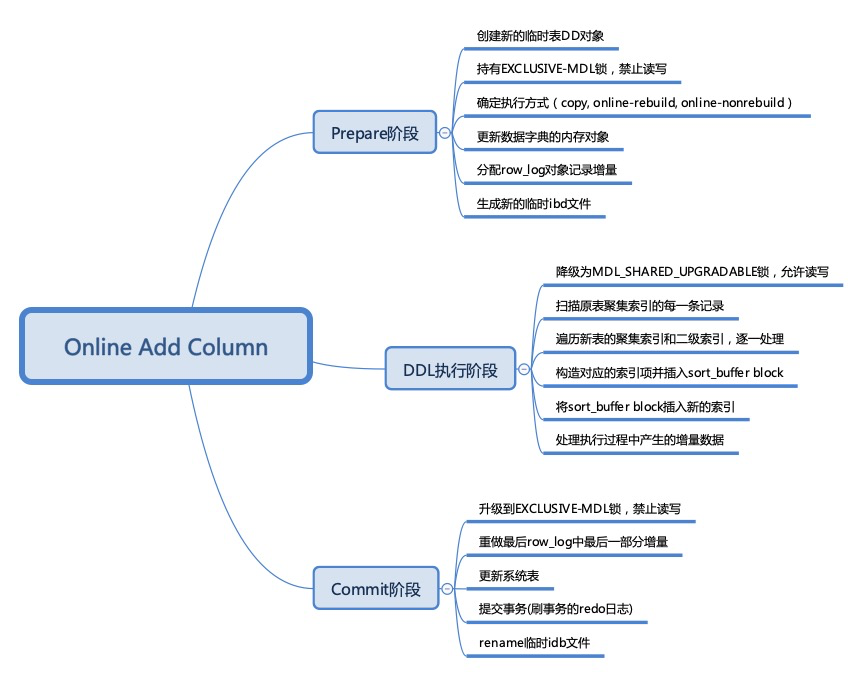 Online Add Column
Prepare阶段
创建新的临时表DD对象
持有EXCLUSIVE-MDL锁，禁止读写
确定执行方式（copy, online-rebuild, online-nonrebuild）
更新数据字典的内存对象
分配row_log对象记录增量
生成新的临时ibd文件
DDL执行阶段
降级为MDL_SHARED_UPGRADABLE锁，允许读写
扫描原表聚集索引的每一条记录
遍历新表的聚集索引和二级索引，逐一处理
构造对应的索引项并插入sort_buffer block
将sort_buffer block插入新的索引
处理执行过程中产生的增量数据
Commit阶段
升级到EXCLUSIVE-MDL锁，禁止读写
重做最后row_log中最后一部分增量
更新系统表
提交事务(刷事务的redo日志)
rename临时idb文件